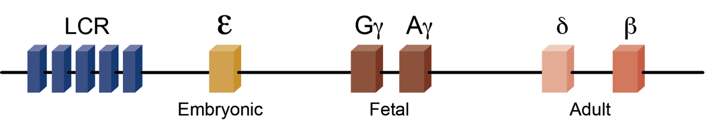 LCR ε Gγ Aγ δ β
Embryonic Fetal Adult